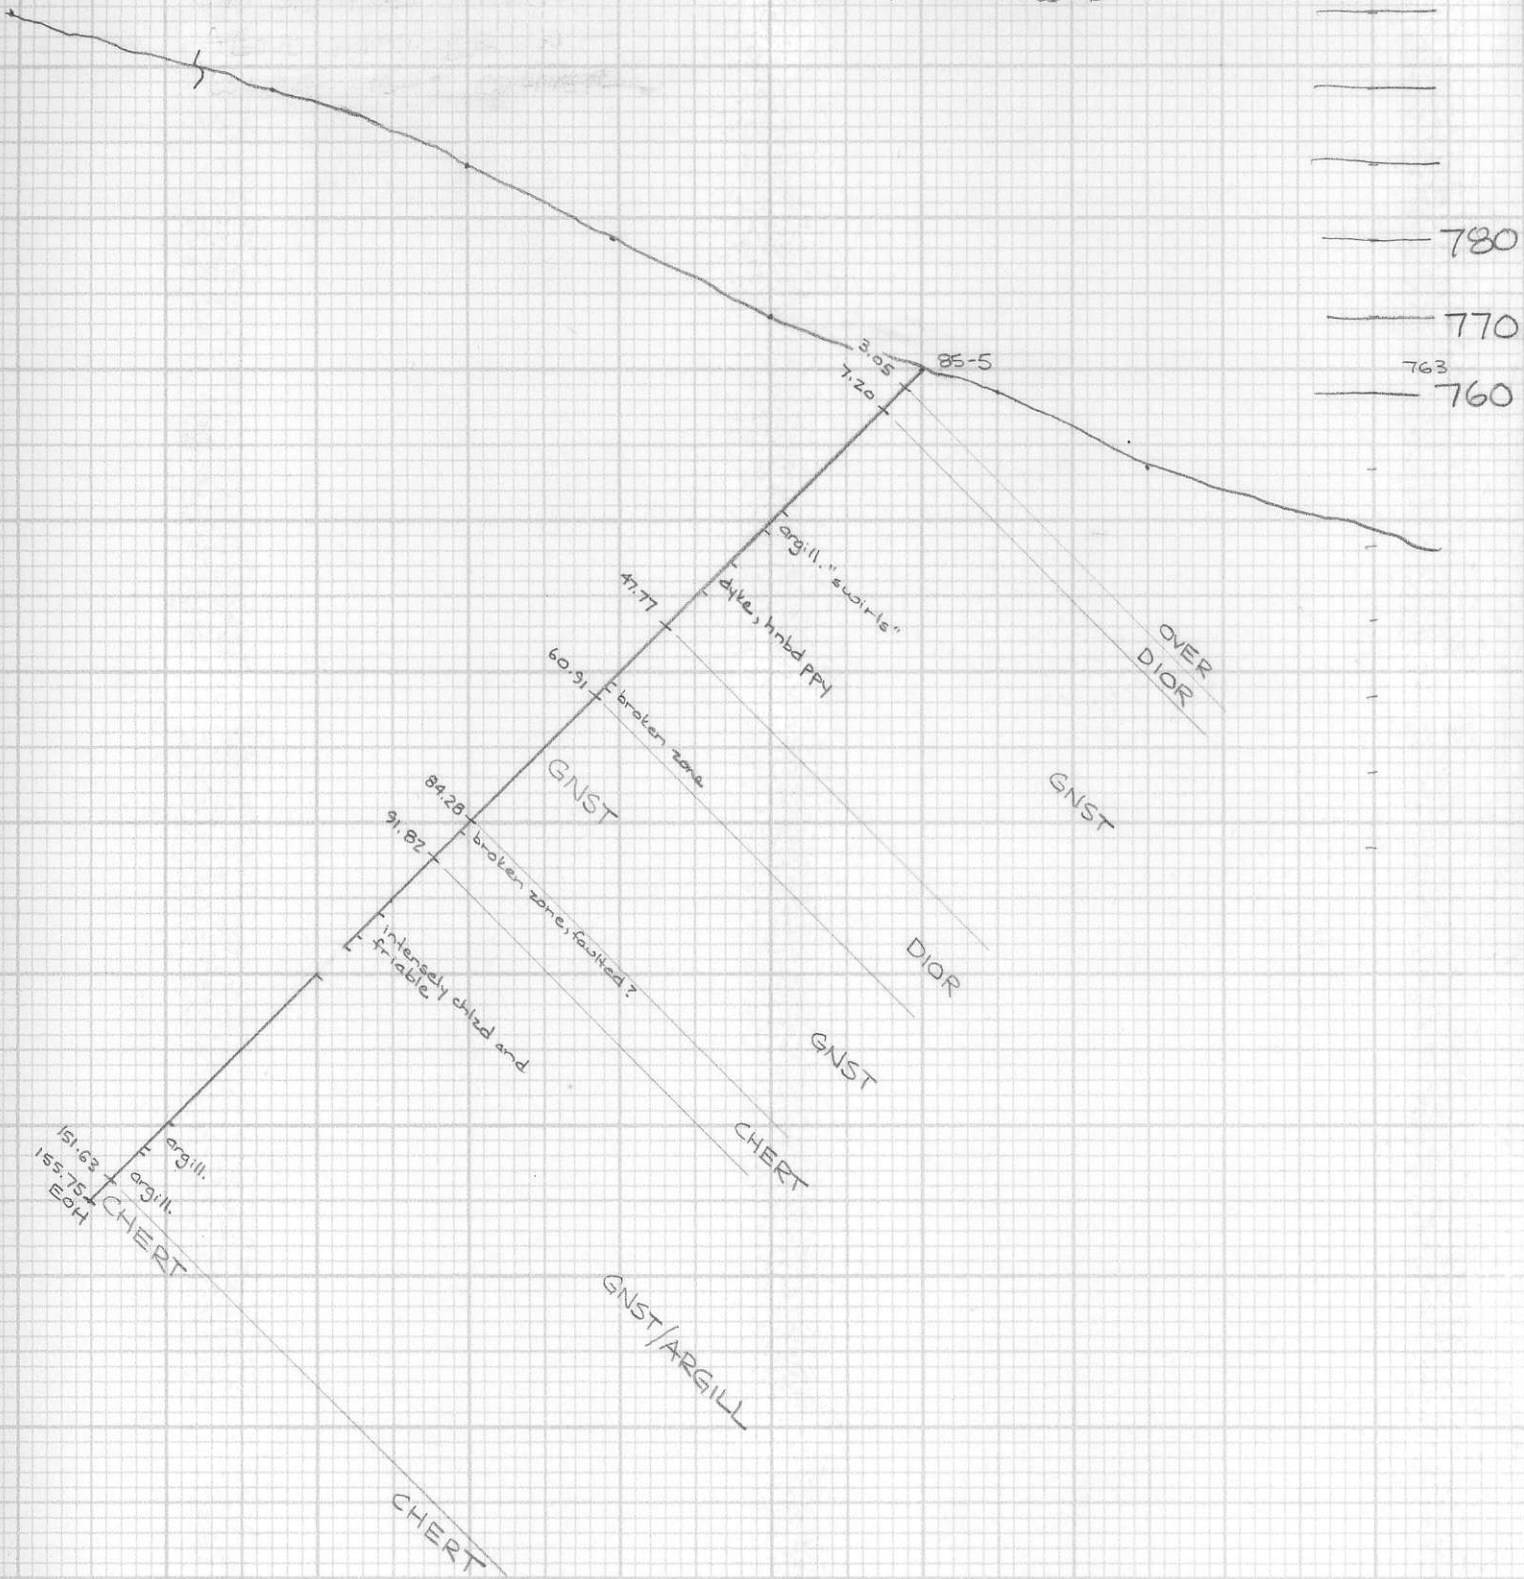 780
770
763
760
85-5
3.05
7.20
argill. "swirls"
dyke, hnbd PPY
47.77
OVER
DIOR
60.91
broken zone
GNST
GNST
84.28
91.82
broken zone, faulted?
DIOR
intensely chlzd and
friable
GNST
CHERT
argill.
argill.
151.63
155.75
EOH
CHERT
GNST/ARGILL
CHERT